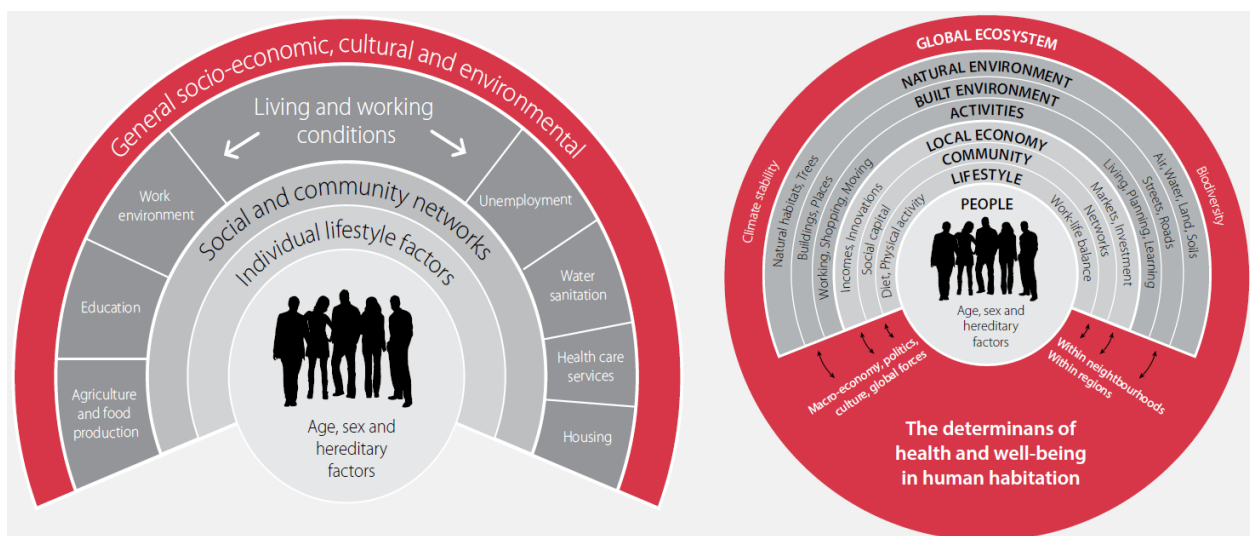 General socio-economic, cultural and environmental
Living and working
conditions
Work
environment
Education
Agriculture
and food
production
Unemployment
Water
sanitation
Health care
services
Housing
Social and community networks
Individual lifestyle factors
Age, sex and
hereditary
factors
GLOBAL ECOSYSTEM
NATURAL ENVIRONMENT
BUILT ENVIRONMENT
ACTIVITIES
LOCAL ECONOMY
COMMUNITY
LIFESTYLE
PEOPLE
Climate stability
Natural habitats, Trees
Buildings, Places
Working, Shopping, Moving
Incomes, Innovations
Social capital
Diet, Physical activity
Work-life balance
Networks
Markets, Investment
Living, Planning, Learning
Streets, Roads
Air, Water, Land, Soils
Biodiversity
Age, sex and
hereditary
factors
Macro-economy, politics,
culture, global forces
Within neighbourhoods
Within regions
The determinans of
health and well-being
in human habitation